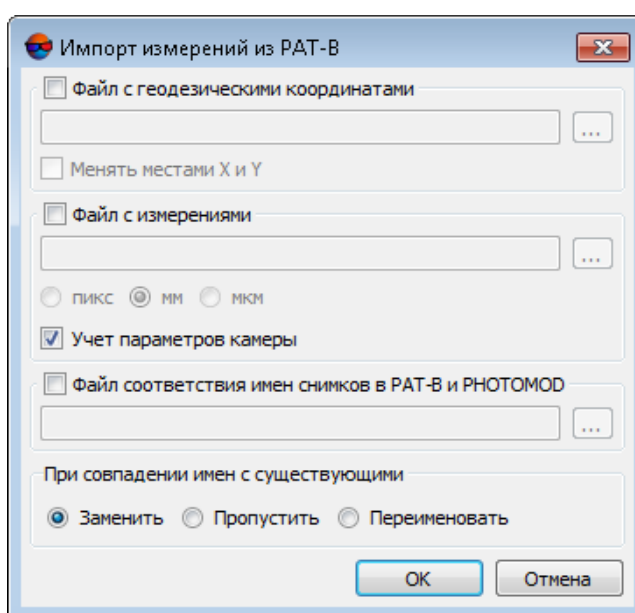 Импорт измерений из PAT-B
Файл с геодезическими координатами
...
Менять местами X и Y
Файл с измерениями
...
пикс мм мкм
Учет параметров камеры
Файл соответствия имен снимков в PAT-B и PHOTOMOD
...
При совпадении имен с существующими
Заменить Пропустить Переименовать
OK Отмена